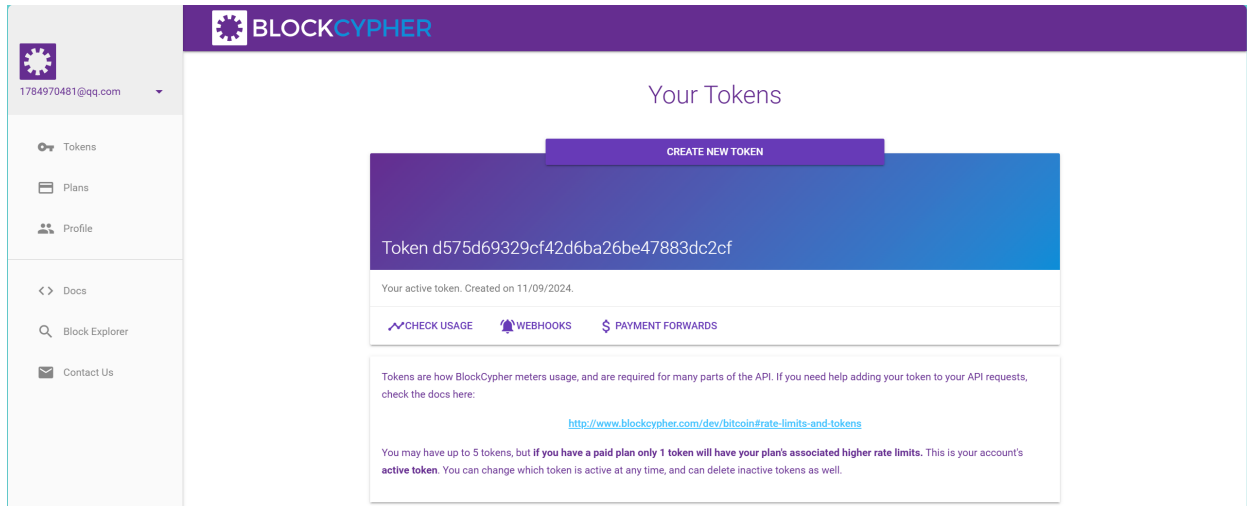 BLOCKCYPHER
1784970481@qq.com
Tokens
Plans
Profile
Docs
Block Explorer
Contact Us
Your Tokens
CREATE NEW TOKEN
Token d575d69329cf42d6ba26be47883dc2cf
Your active token. Created on 11/09/2024.
CHECK USAGE
WEBHOOKS
PAYMENT FORWARDS
Tokens are how BlockCypher meters usage, and are required for many parts of the API. If you need help adding your token to your API requests,
check the docs here:
http://www.blockcypher.com/dev/bitcoin#rate-limits-and-tokens
You may have up to 5 tokens, but if you have a paid plan only 1 token will have your plan's associated higher rate limits. This is your account's
active token. You can change which token is active at any time, and can delete inactive tokens as well.